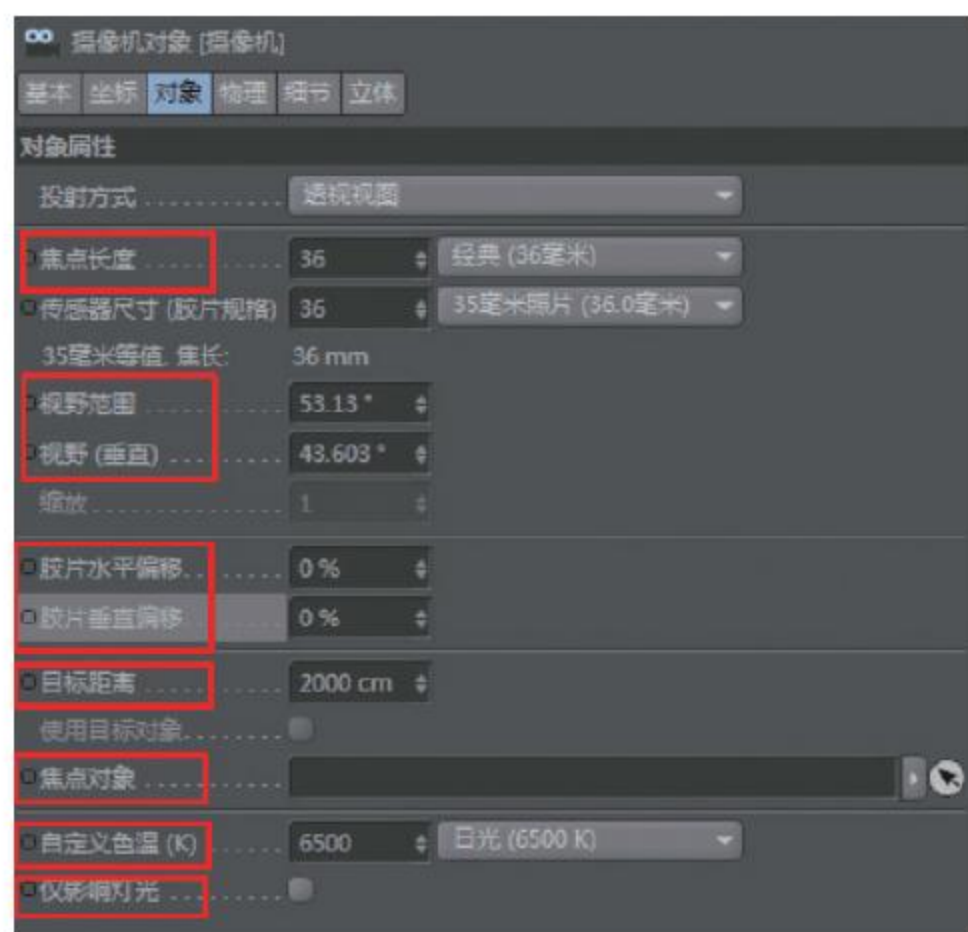 摄像机对象 [摄像机]
基本 坐标 对象 物理 细节 立体
对象属性
投射方式 . . . . . . . . . . . 透视视图
焦点长度 . . . . . . . . . . . 36 经典 (36毫米)
传感器尺寸 (胶片规格) 36 35毫米照片 (36.0毫米)
35毫米等值. 焦长: 36 mm
视野范围 . . . . . . . . . . . 53.13 °
视野 (垂直) . . . . . . . . . 43.603 °
缩放. . . . . . . . . . . . . . . 1
胶片水平偏移. . . . . . . . 0 %
胶片垂直偏移 0 %
目标距离 . . . . . . . . . . . 2000 cm
使用目标对象. . . . . . . .
焦点对象 . . . . . . . . . . .
自定义色温 (K) . . . . . . 6500 日光 (6500 K)
仅影响灯光 . . . . . . . . .